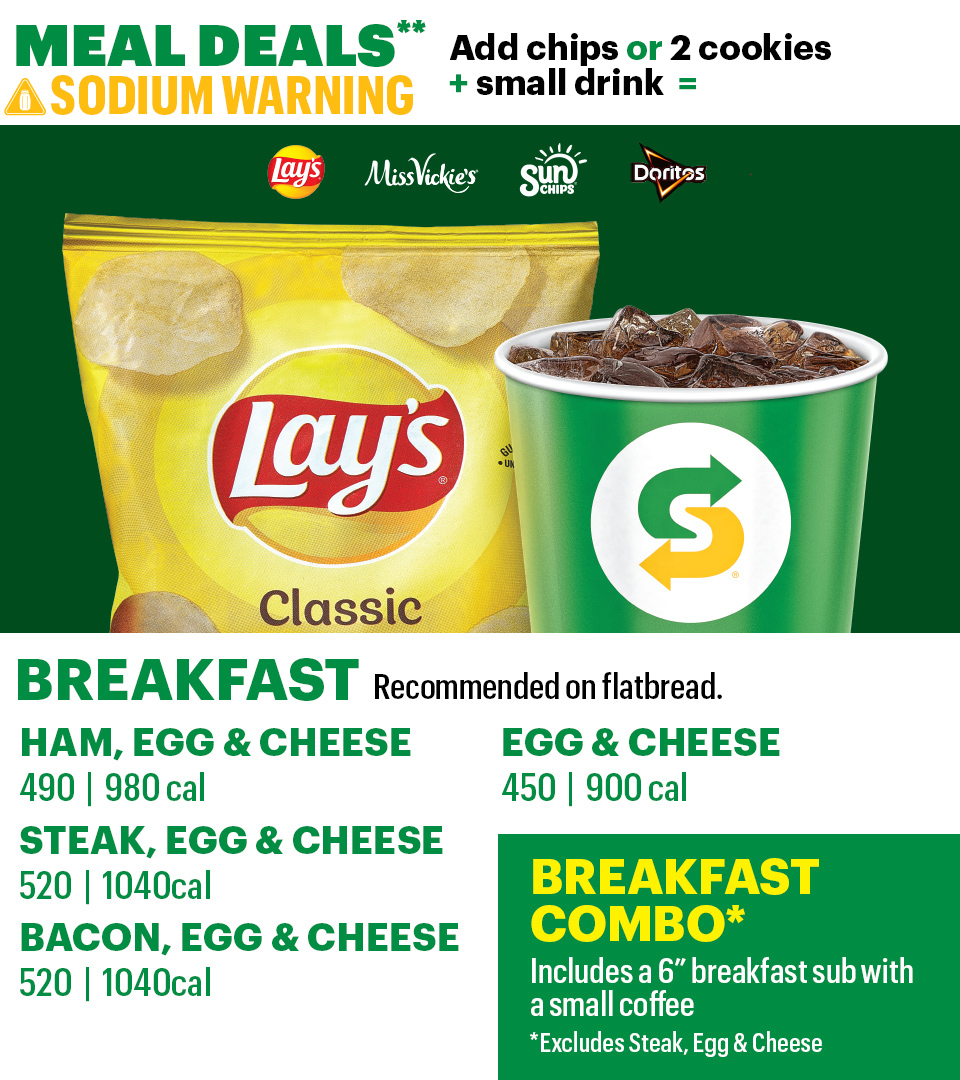 MEAL DEALS**
SODIUM WARNING
Add chips or 2 cookies
+ small drink =
Lay's
Miss Vickie's
Sun
CHIPS
Doritos
Lay's
®
Classic
S
®
BREAKFAST Recommended on flatbread.
HAM, EGG & CHEESE
490 | 980 cal
STEAK, EGG & CHEESE
520 | 1040cal
BACON, EGG & CHEESE
520 | 1040cal
EGG & CHEESE
450 | 900 cal
BREAKFAST
COMBO*
Includes a 6” breakfast sub with
a small coffee
*Excludes Steak, Egg & Cheese